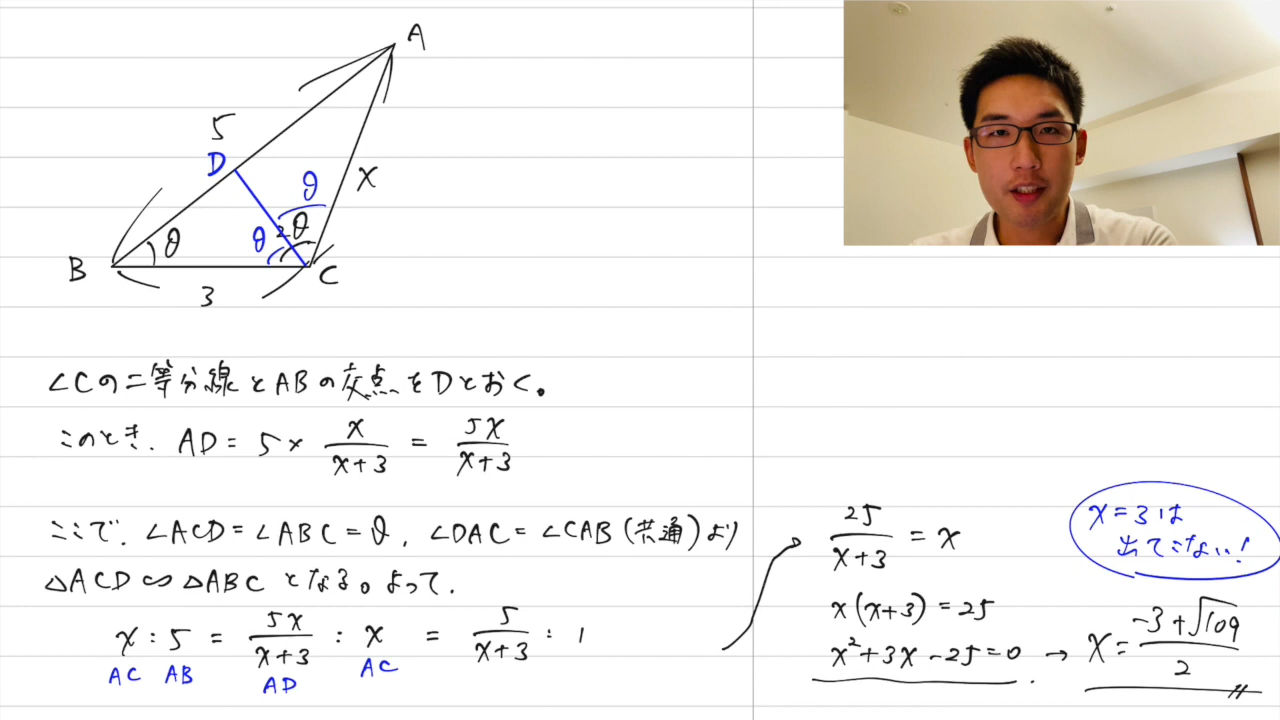 A
5
D
θ
x
θ
θ
2θ
B
C
3
∠Cの二等分線とABの交点をDとおく。
このとき、AD = 5 × x/(x+3) = 5x/(x+3)
ここで、∠ACD = ∠ABC = θ, ∠DAC = ∠CAB (共通) より
△ACD ∽ △ABC となる。よって、
x : 5 = 5x/(x+3) : x = 5/(x+3) : 1
AC AB AD AC
25/(x+3) = x
x(x+3) = 25
x² + 3x - 25 = 0 → x = (-3 + √109)/2
x = 3 は
出てこない!